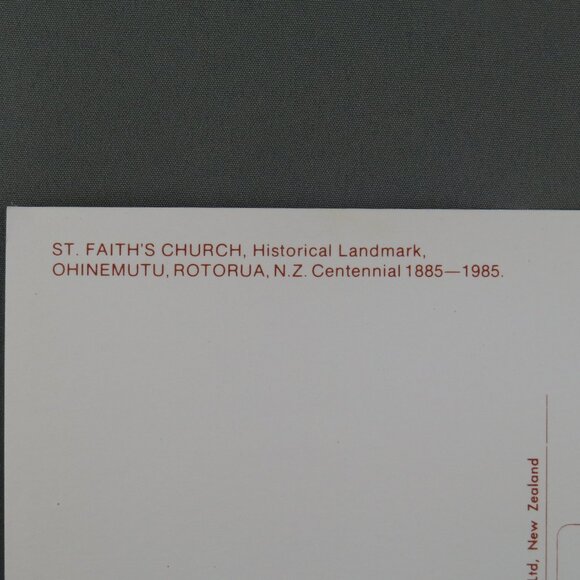 ST. FAITH'S CHURCH, Historical Landmark,
OHINEMUTU, ROTORUA, N.Z. Centennial 1885—1985.
Ltd, New Zealand